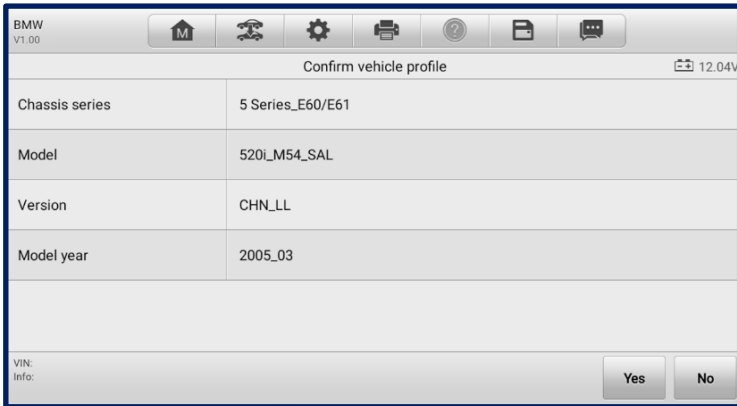 BMW
V1.00
M
Confirm vehicle profile
12.04V
Chassis series 5 Series_E60/E61
Model 520i_M54_SAL
Version CHN_LL
Model year 2005_03
VIN:
Info:
Yes No